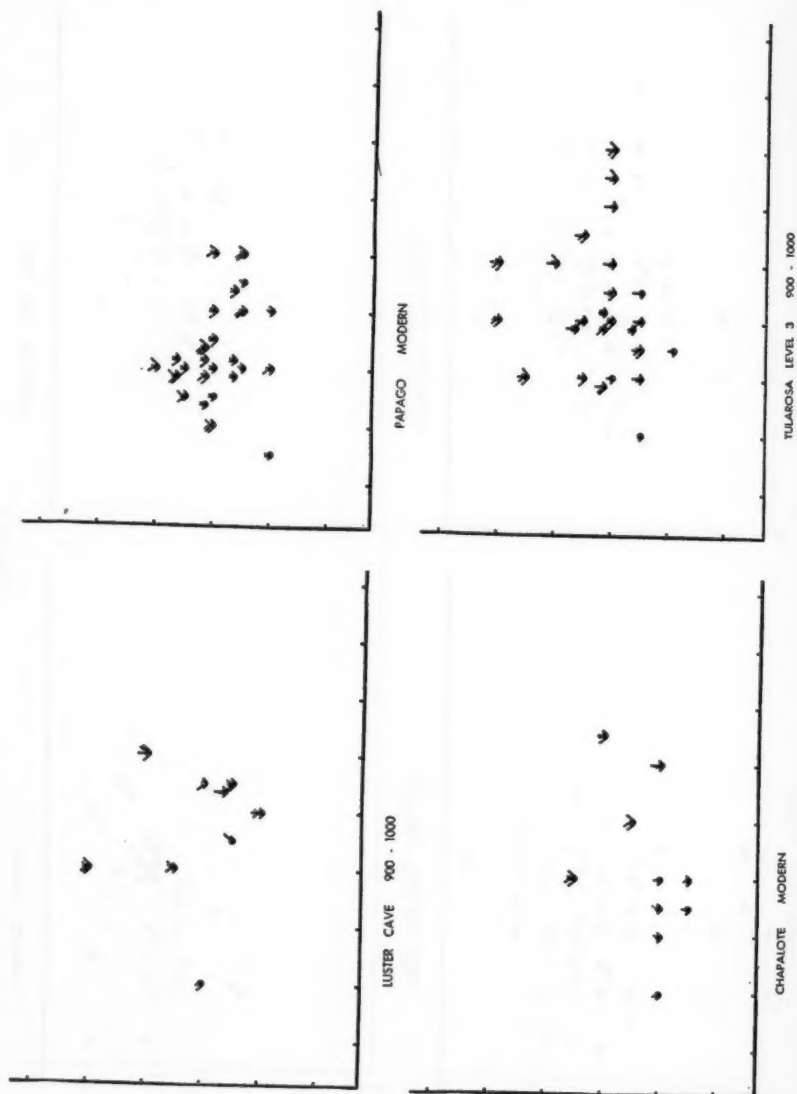 PAPAGO MODERN
TULAROSA LEVEL 3 900 - 1000
LUSTER CAVE 900 - 1000
CHAPALOTE MODERN